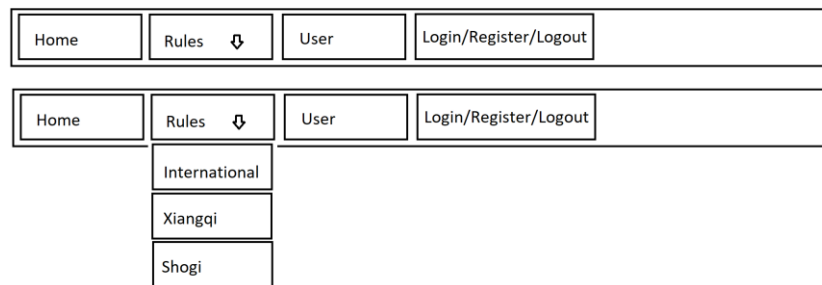 Home Rules User Login/Register/Logout
Home Rules User Login/Register/Logout
International
Xiangqi
Shogi